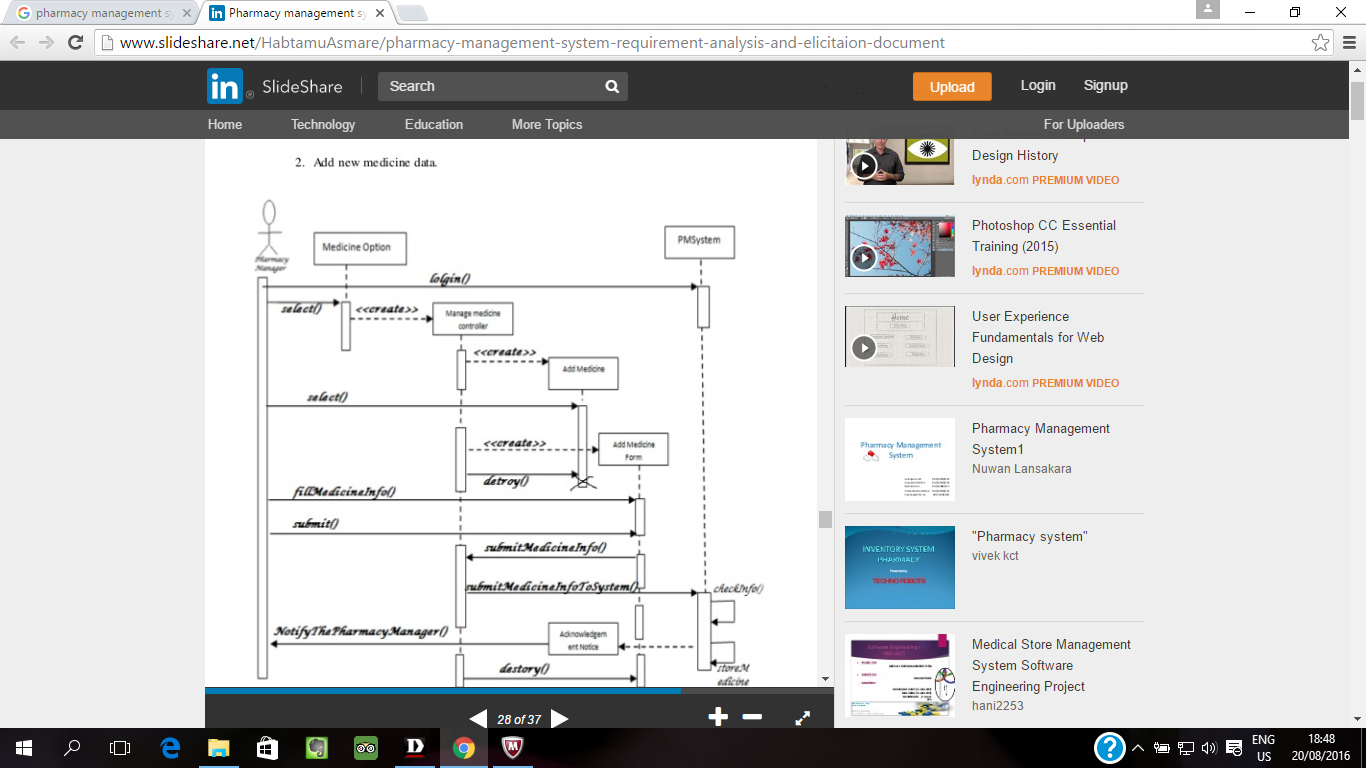 pharmacy management sy
Pharmacy management sy
www.slideshare.net/HabtamuAsmare/pharmacy-management-system-requirement-analysis-and-elicitaion-document
in ® SlideShare
Search
Upload
Login
Signup
Home
Technology
Education
More Topics
For Uploaders
2. Add new medicine data.
Pharmacy
Manager
Medicine Option
PMSystem
lolgin()
select()
<<create>>
Manage medicine
controller
<<create>>
Add Medicine
select()
<<create>>
Add Medicine
Form
detroy()
fillMedicineInfo()
submit()
submitMedicineInfo()
submitMedicineInfoToSystem()
checkInfo()
NotifyThePharmacyManager()
Acknowledgem
ent Notice
storeM
edicine
destory()
28 of 37
Design History
lynda.com PREMIUM VIDEO
Photoshop CC Essential
Training (2015)
lynda.com PREMIUM VIDEO
Home
User Experience
Fundamentals for Web
Design
lynda.com PREMIUM VIDEO
Pharmacy Management
System
Pharmacy Management
System1
Nuwan Lansakara
INVENTORY SYSTEM
PHARMACY
TECHNO ROBOTS
"Pharmacy system"
vivek kct
Medical Store Management
System Software
Engineering Project
hani2253
ENG
US
18:48
20/08/2016